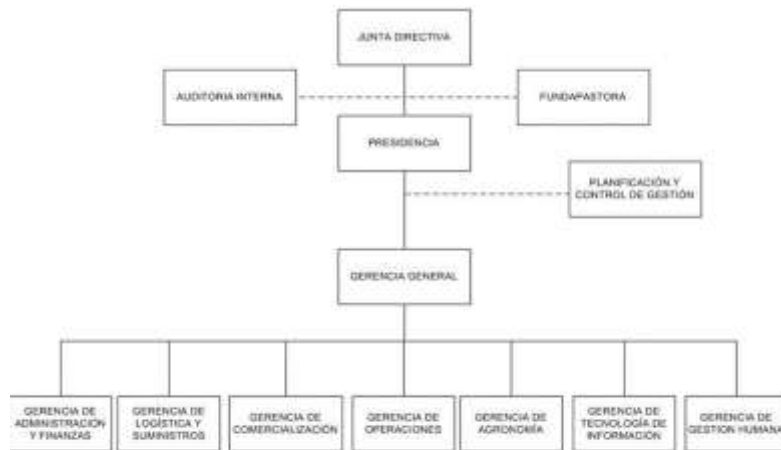 JUNTA DIRECTIVA
AUDITORIA INTERNA
FUNDAPASTORA
PRESIDENCIA
PLANIFICACIÓN Y
CONTROL DE GESTIÓN
GERENCIA GENERAL
GERENCIA DE
ADMINISTRACIÓN
Y FINANZAS
GERENCIA DE
LOGÍSTICA Y
SUMINISTROS
GERENCIA DE
COMERCIALIZACIÓN
GERENCIA DE
OPERACIONES
GERENCIA DE
AGRONOMÍA
GERENCIA DE
TECNOLOGÍA DE
INFORMACIÓN
GERENCIA DE
GESTION HUMANA